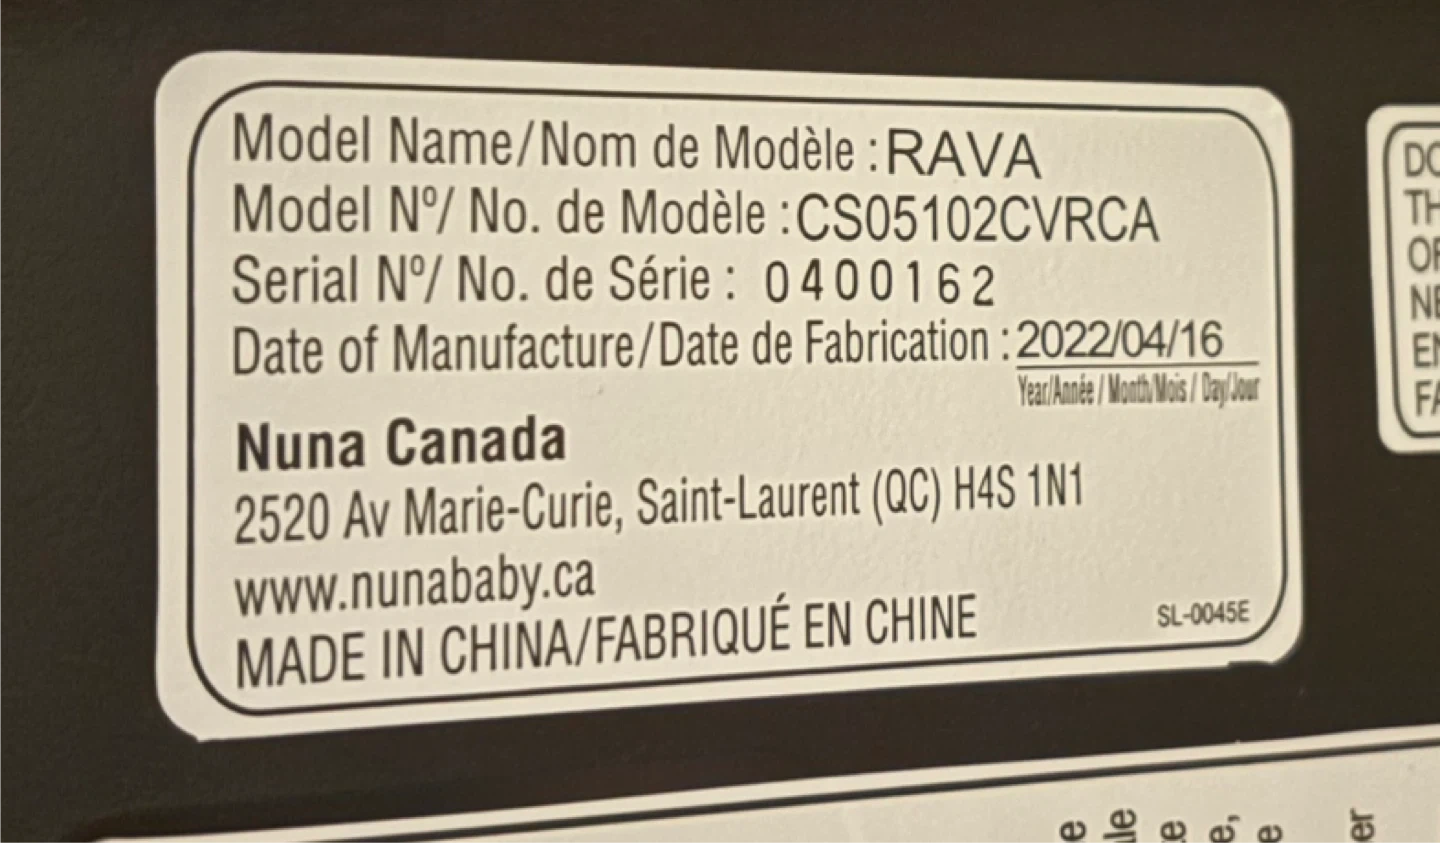 Model Name/Nom de Modèle :RAVA
Model Nº/ No. de Modèle :CS05102CVRCA
Serial Nº/ No. de Série : 0400162
Date of Manufacture/Date de Fabrication :2022/04/16
Year/Année / Month/Mois / Day/Jour
Nuna Canada
2520 Av Marie-Curie, Saint-Laurent (QC) H4S 1N1
www.nunababy.ca
MADE IN CHINA/FABRIQUÉ EN CHINE
SL-0045E